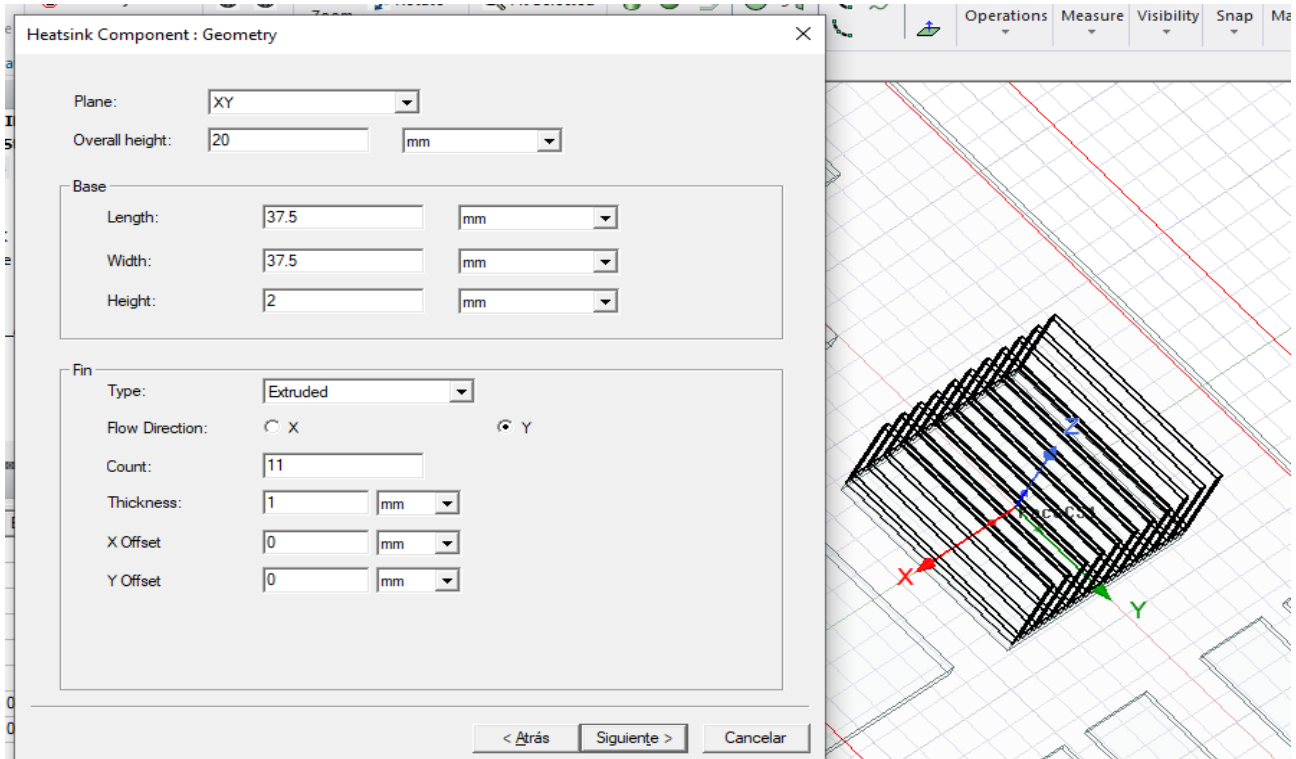 Operations Measure Visibility Snap Ma
Heatsink Component : Geometry
Plane: XY
Overall height: 20 mm
Base
Length: 37.5 mm
Width: 37.5 mm
Height: 2 mm
Fin
Type: Extruded
Flow Direction: X Y
Count: 11
Thickness: 1 mm
X Offset 0 mm
Y Offset 0 mm
< Atrás Siguiente > Cancelar
Z
X
Y